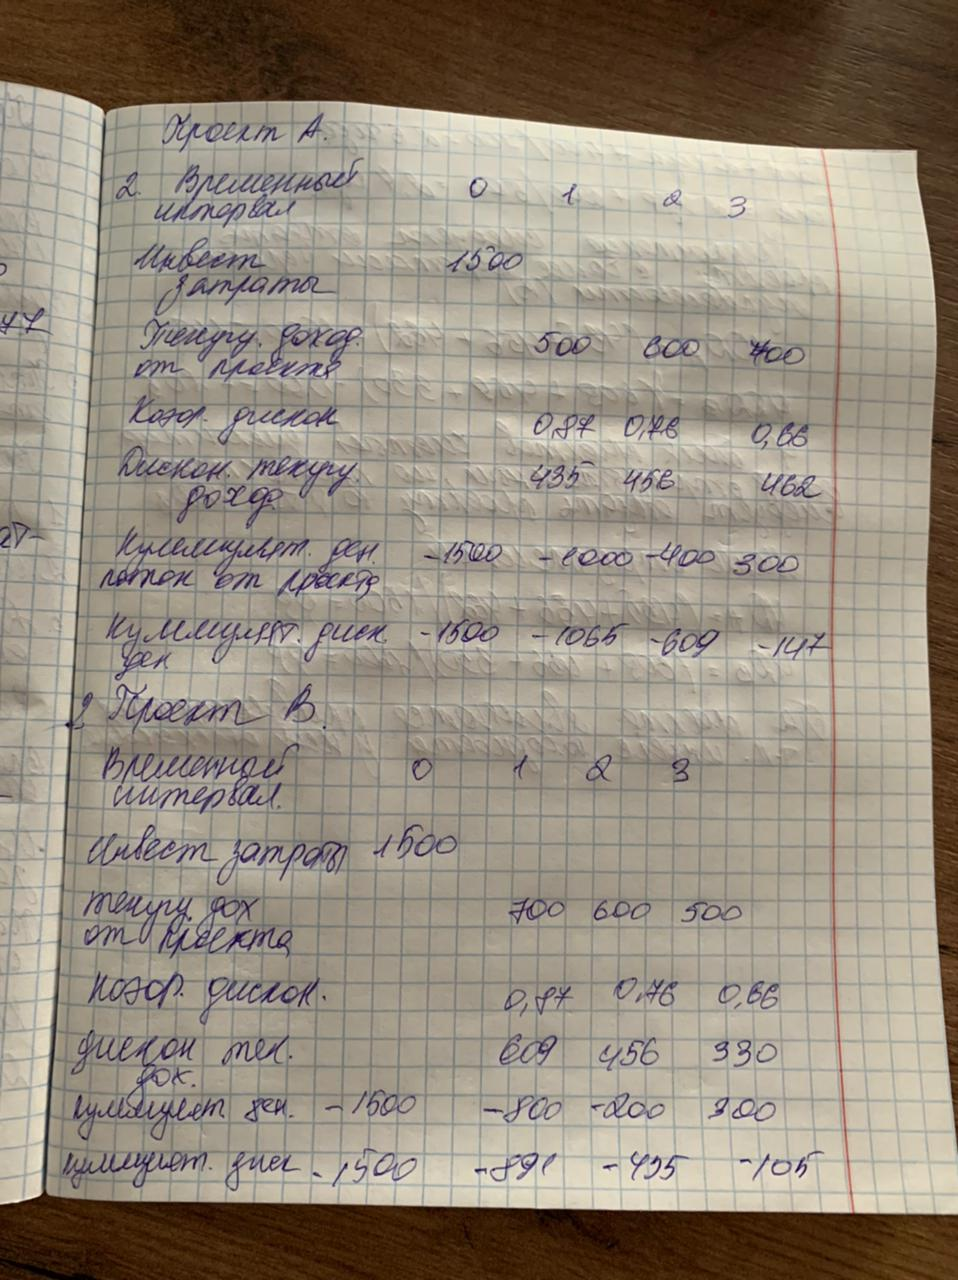 Проект А.
2. Временный 0 1 2 3
интервал
Инвест 1500
затраты
Текущ. доход. 500 600 700
от проекта
Коэф. дискон 0,87 0,76 0,66
Дискон. текущ. 435 456 462
доход.
Куммулят. ден. -1500 -1000 -400 300
поток от проекта
Куммулят. диск. -1500 -1065 -609 -147
ден
2 Проект В.
Временный 0 1 2 3
интервал.
Инвест затраты 1500
текущ. дох 700 600 500
от проекта
Коэф. дискон. 0,87 0,76 0,66
дискон тек. 609 456 330
дох.
Куммулят. ден. -1500 -800 -200 300
Куммулят. диск -1500 -891 -435 -105
77